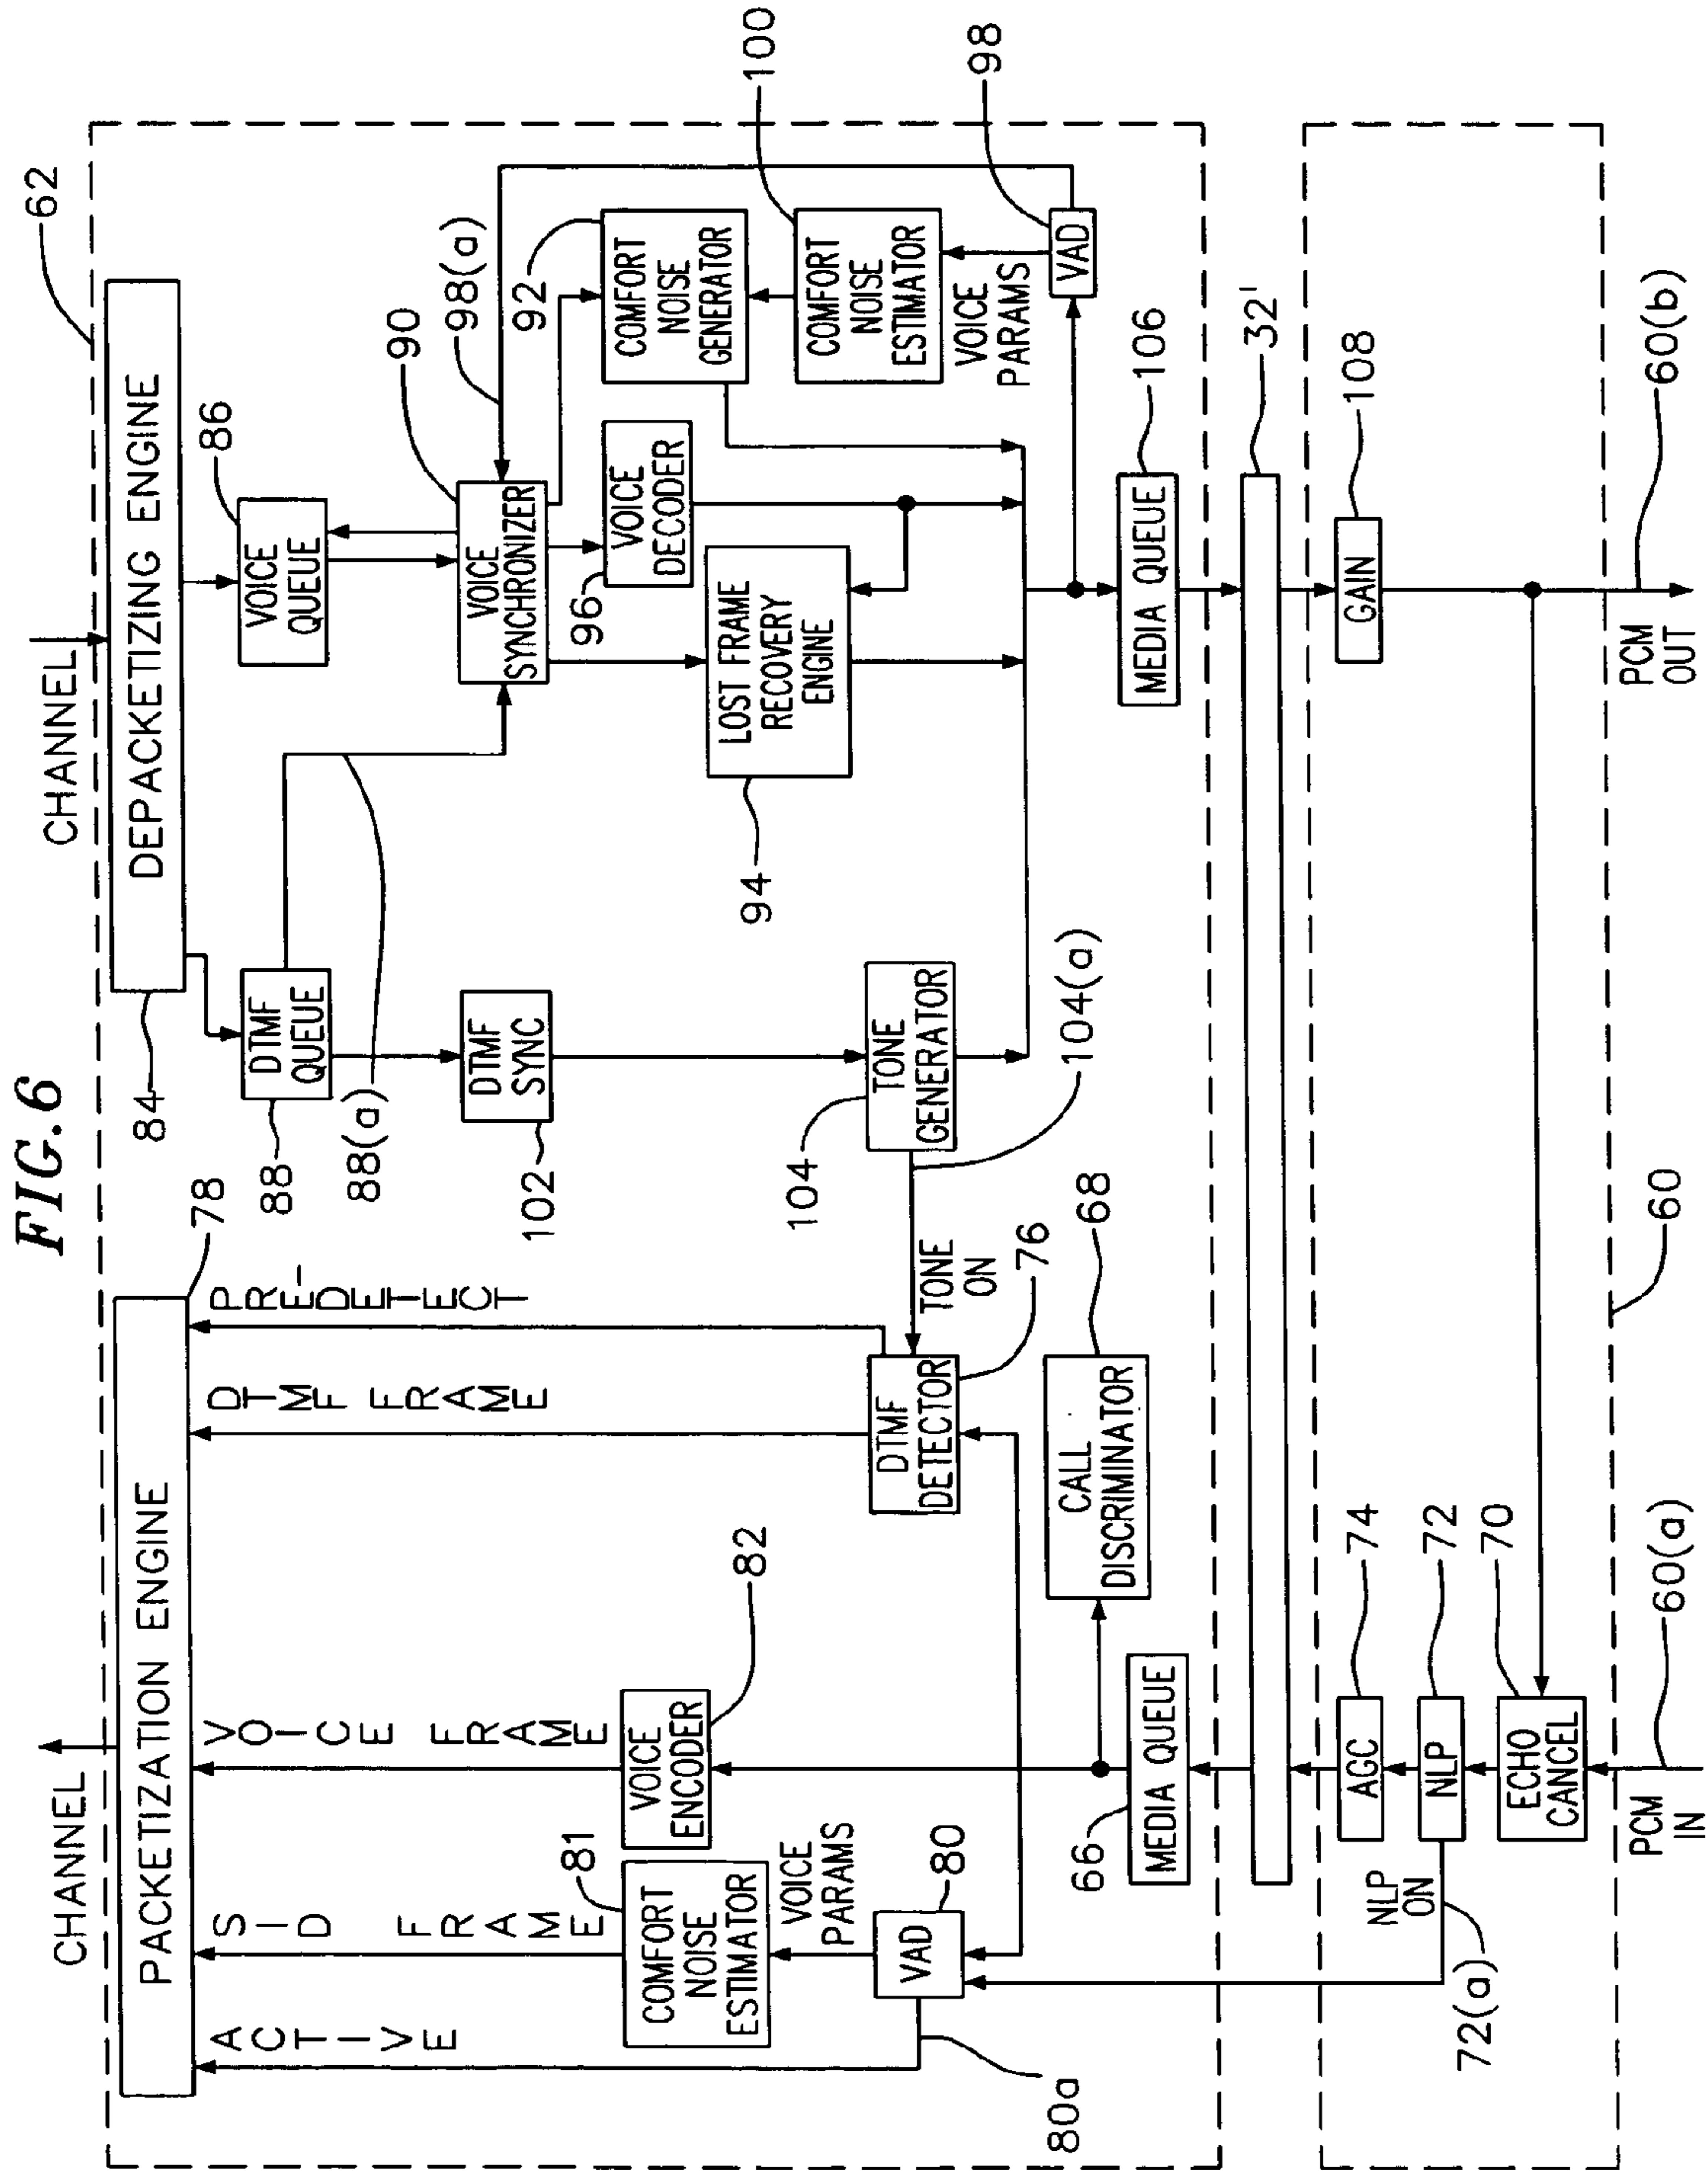 FIG.6
CHANNEL
62
DEPACKETIZING ENGINE
84
DTMF
QUEUE
88
88(a)
VOICE
QUEUE
86
VOICE
SYNCHRONIZER
90
98(a)
DTMF
SYNC
102
VOICE
DECODER
96
COMFORT
NOISE
GENERATOR
92
LOST FRAME
RECOVERY
ENGINE
94
COMFORT
NOISE
ESTIMATOR
100
VOICE
PARAMS
VAD
98
TONE
GENERATOR
104
104(a)
TONE
ON
MEDIA QUEUE
106
32'
GAIN
108
PCM
OUT
60(b)
CHANNEL
PACKETIZATION ENGINE
78
ACTIVE
SID FRAME
VOICE FRAME
DTMF FRAME
PRE-DETECT
COMFORT
NOISE
ESTIMATOR
81
VOICE
ENCODER
82
VOICE
PARAMS
VAD
80
80a
DTMF
DETECTOR
76
CALL
DISCRIMINATOR
68
MEDIA QUEUE
66
AGC
74
NLP
72
NLP
ON
72(a)
ECHO
CANCEL
70
PCM
IN
60(a)
60